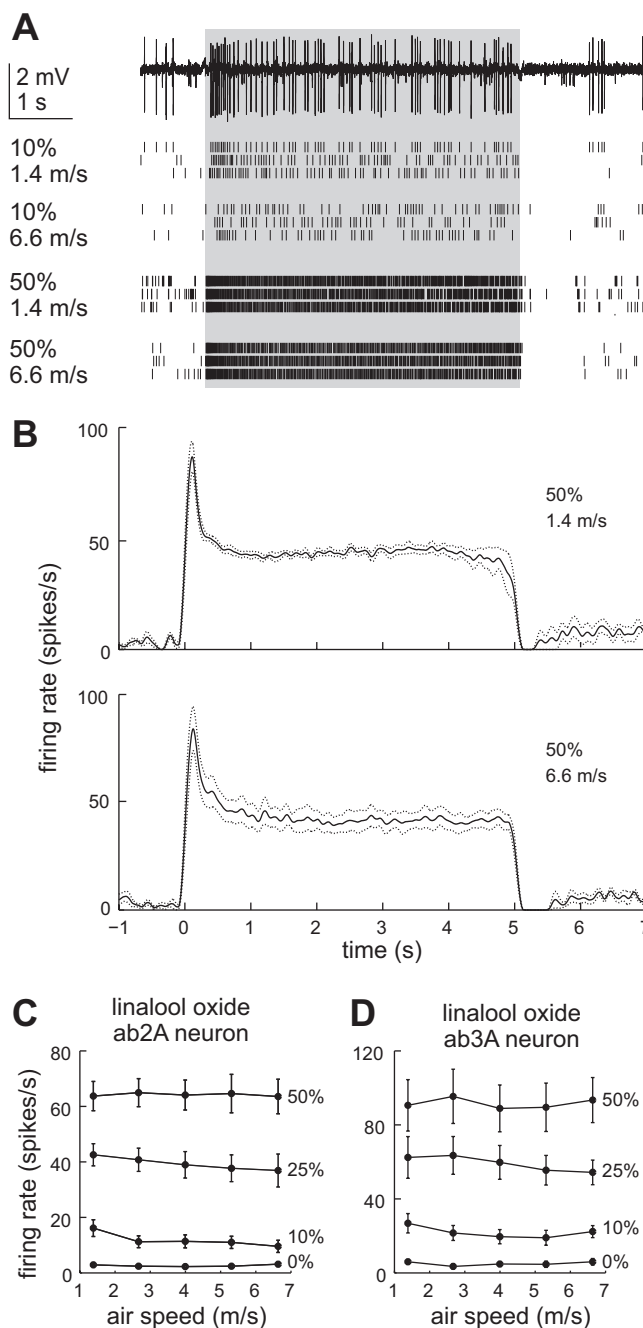 A
2 mV
1 s
10%
1.4 m/s
10%
6.6 m/s
50%
1.4 m/s
50%
6.6 m/s
B
firing rate (spikes/s)
100
50
0
50%
1.4 m/s
100
50
0
50%
6.6 m/s
−1 0 1 2 3 4 5 6 7
time (s)
C
linalool oxide
ab2A neuron
firing rate (spikes/s)
80
60
40
20
0
50%
25%
10%
0%
1 2 3 4 5 6 7
air speed (m/s)
D
linalool oxide
ab3A neuron
120
80
60
20
0
50%
25%
10%
0%
1 2 3 4 5 6 7
air speed (m/s)